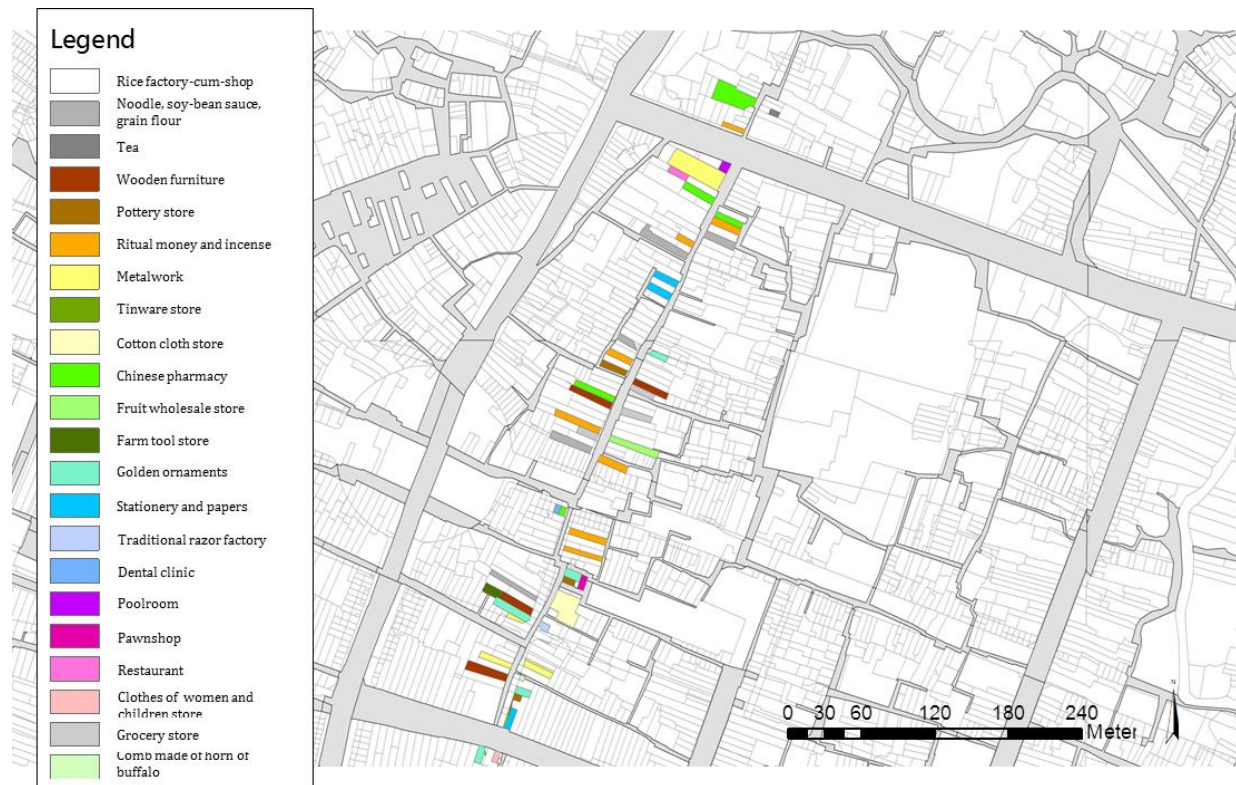 Legend
Rice factory-cum-shop
Noodle, soy-bean sauce,
grain flour
Tea
Wooden furniture
Pottery store
Ritual money and incense
Metalwork
Tinware store
Cotton cloth store
Chinese pharmacy
Fruit wholesale store
Farm tool store
Golden ornaments
Stationery and papers
Traditional razor factory
Dental clinic
Poolroom
Pawnshop
Restaurant
Clothes of women and
children store
Grocery store
Comb made of horn of
buffalo
N
0 30 60 120 180 240
Meter